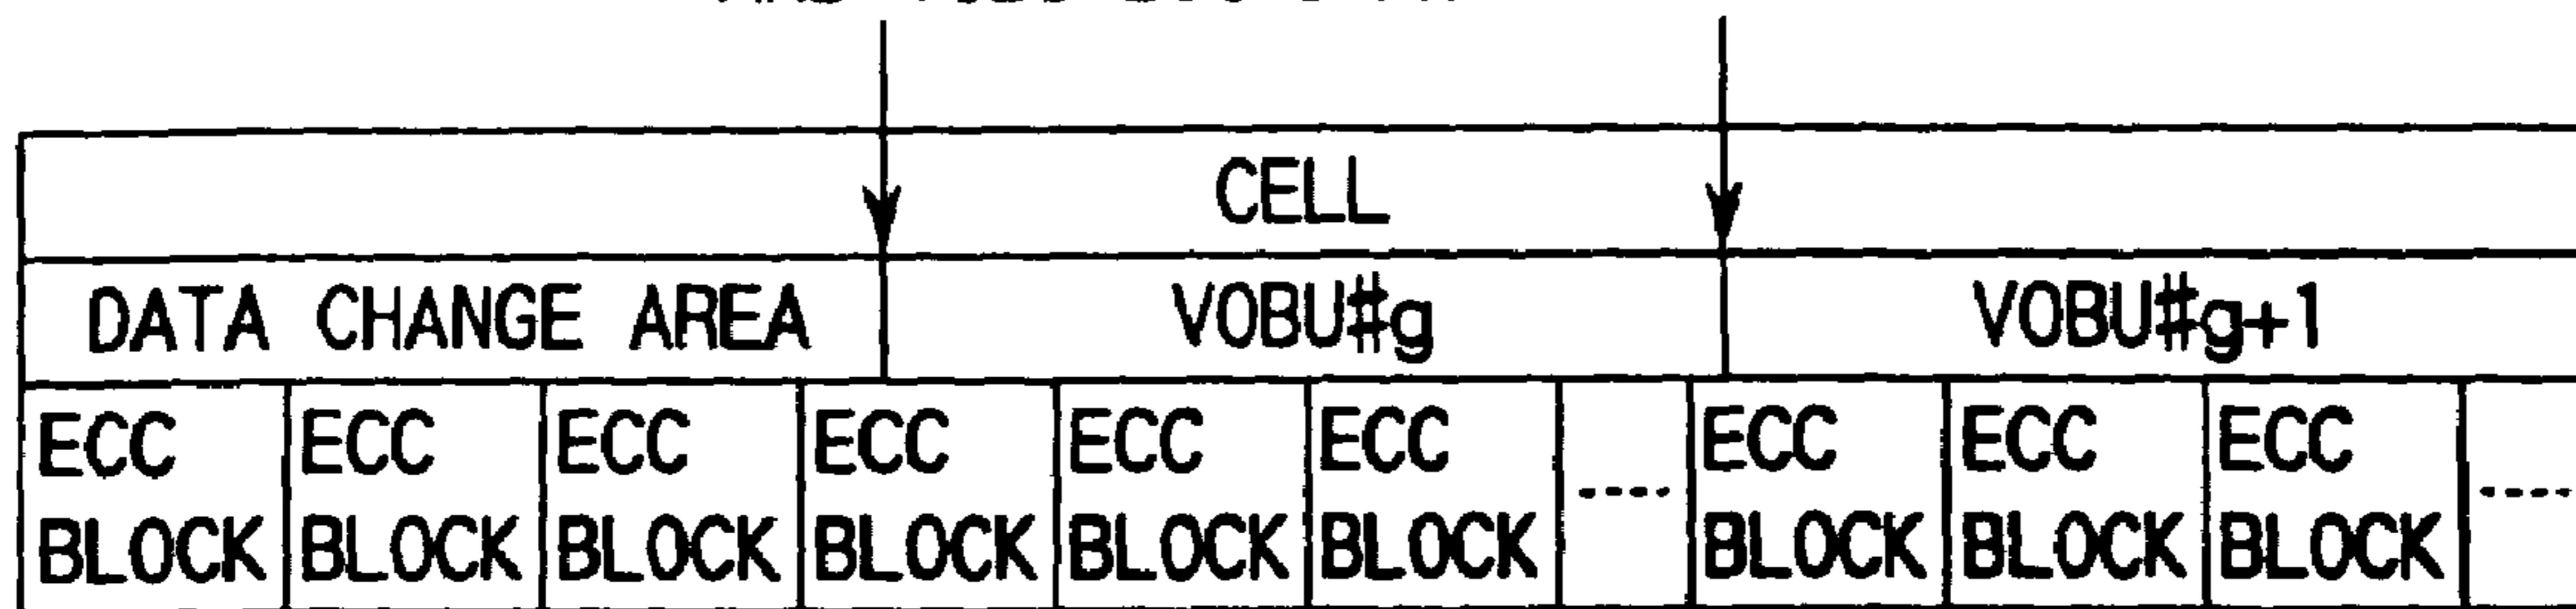 CELL
DATA CHANGE AREA VOBU#g VOBU#g+1
ECC ECC ECC ECC ECC ECC ---- ECC ECC ECC ----
BLOCK BLOCK BLOCK BLOCK BLOCK BLOCK BLOCK BLOCK BLOCK